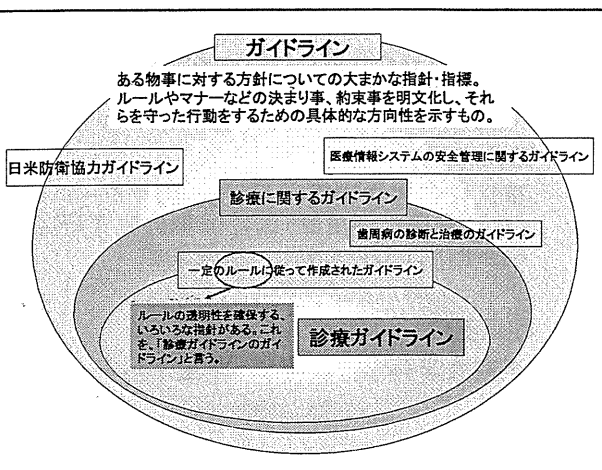 ガイドライン
ある物事に対する方針についての大まかな指針・指標。
ルールやマナーなどの決まり事、約束事を明文化し、それ
らを守った行動をするための具体的な方向性を示すもの。
医療情報システムの安全管理に関するガイドライン
日米防衛協力ガイドライン
診療に関するガイドライン
歯周病の診断と治療のガイドライン
一定のルールに従って作成されたガイドライン
ルールの透明性を確保する、
いろいろな指針がある。これ
を、「診療ガイドラインのガイ
ドライン」と言う。
診療ガイドライン